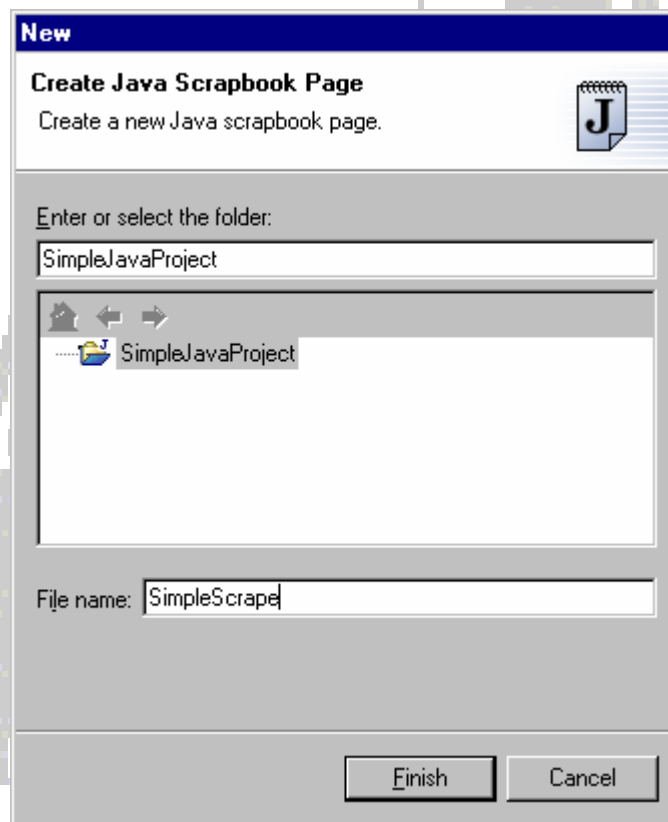 New
Create Java Scrapbook Page
Create a new Java scrapbook page.
J
Enter or select the folder:
SimpleJavaProject
SimpleJavaProject
File name: SimpleScrape
Finish Cancel